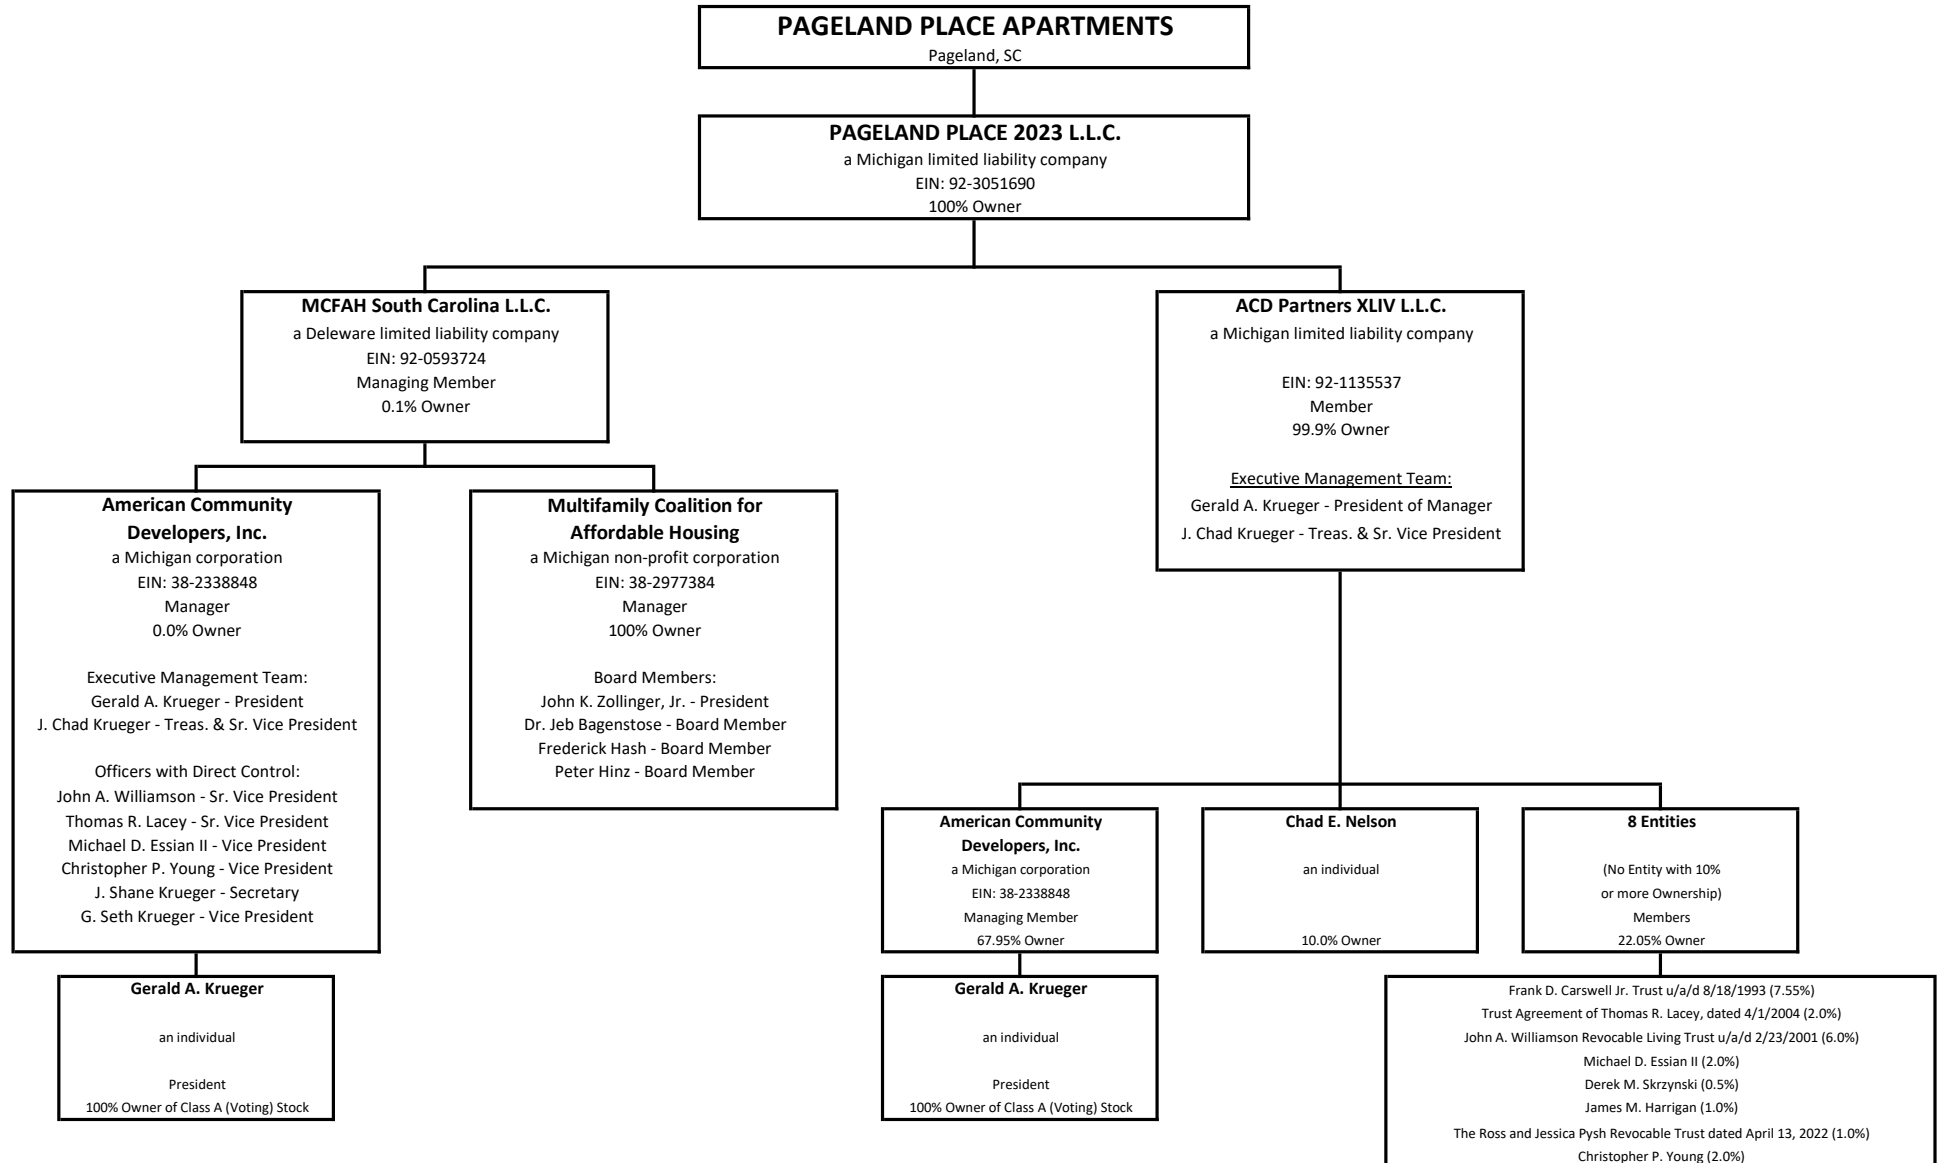 PAGELAND PLACE APARTMENTS
Pageland, SC
PAGELAND PLACE 2023 L.L.C.
a Michigan limited liability company
EIN: 92-3051690
100% Owner
MCFAH South Carolina L.L.C.
a Deleware limited liability company
EIN: 92-0593724
Managing Member
0.1% Owner
ACD Partners XLIV L.L.C.
a Michigan limited liability company
EIN: 92-1135537
Member
99.9% Owner
Executive Management Team:
Gerald A. Krueger - President of Manager
J. Chad Krueger - Treas. & Sr. Vice President
American Community
Developers, Inc.
a Michigan corporation
EIN: 38-2338848
Manager
0.0% Owner
Executive Management Team:
Gerald A. Krueger - President
J. Chad Krueger - Treas. & Sr. Vice President
Officers with Direct Control:
John A. Williamson - Sr. Vice President
Thomas R. Lacey - Sr. Vice President
Michael D. Essian II - Vice President
Christopher P. Young - Vice President
J. Shane Krueger - Secretary
G. Seth Krueger - Vice President
Multifamily Coalition for
Affordable Housing
a Michigan non-profit corporation
EIN: 38-2977384
Manager
100% Owner
Board Members:
John K. Zollinger, Jr. - President
Dr. Jeb Bagenstose - Board Member
Frederick Hash - Board Member
Peter Hinz - Board Member
American Community
Developers, Inc.
a Michigan corporation
EIN: 38-2338848
Managing Member
67.95% Owner
Chad E. Nelson
an individual
10.0% Owner
8 Entities
(No Entity with 10%
or more Ownership)
Members
22.05% Owner
Gerald A. Krueger
an individual
President
100% Owner of Class A (Voting) Stock
Gerald A. Krueger
an individual
President
100% Owner of Class A (Voting) Stock
Frank D. Carswell Jr. Trust u/a/d 8/18/1993 (7.55%)
Trust Agreement of Thomas R. Lacey, dated 4/1/2004 (2.0%)
John A. Williamson Revocable Living Trust u/a/d 2/23/2001 (6.0%)
Michael D. Essian II (2.0%)
Derek M. Skrzynski (0.5%)
James M. Harrigan (1.0%)
The Ross and Jessica Pysh Revocable Trust dated April 13, 2022 (1.0%)
Christopher P. Young (2.0%)